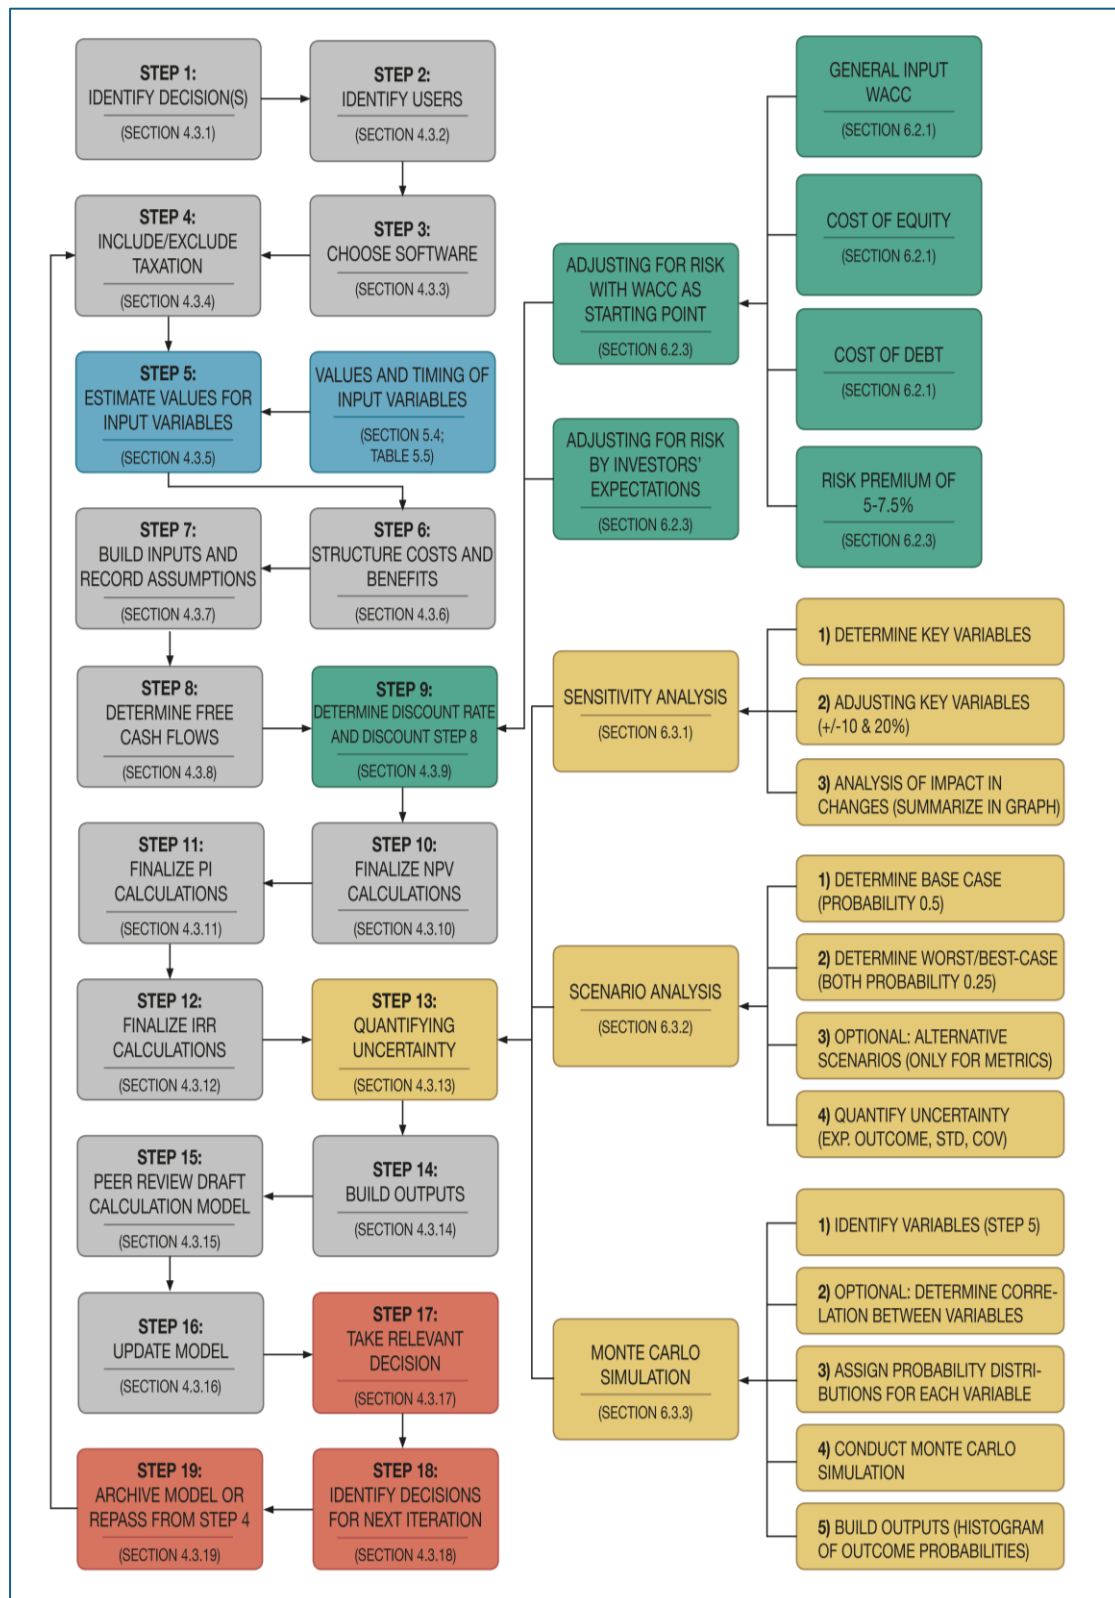 STEP 1:
IDENTIFY DECISION(S)
(SECTION 4.3.1)
STEP 2:
IDENTIFY USERS
(SECTION 4.3.2)
STEP 4:
INCLUDE/EXCLUDE
TAXATION
(SECTION 4.3.4)
STEP 3:
CHOOSE SOFTWARE
(SECTION 4.3.3)
STEP 5:
ESTIMATE VALUES FOR
INPUT VARIABLES
(SECTION 4.3.5)
VALUES AND TIMING OF
INPUT VARIABLES
(SECTION 5.4;
TABLE 5.5)
STEP 7:
BUILD INPUTS AND
RECORD ASSUMPTIONS
(SECTION 4.3.7)
STEP 6:
STRUCTURE COSTS AND
BENEFITS
(SECTION 4.3.6)
STEP 8:
DETERMINE FREE
CASH FLOWS
(SECTION 4.3.8)
STEP 9:
DETERMINE DISCOUNT RATE
AND DISCOUNT STEP 8
(SECTION 4.3.9)
STEP 11:
FINALIZE PI
CALCULATIONS
(SECTION 4.3.11)
STEP 10:
FINALIZE NPV
CALCULATIONS
(SECTION 4.3.10)
STEP 12:
FINALIZE IRR
CALCULATIONS
(SECTION 4.3.12)
STEP 13:
QUANTIFYING
UNCERTAINTY
(SECTION 4.3.13)
STEP 15:
PEER REVIEW DRAFT
CALCULATION MODEL
(SECTION 4.3.15)
STEP 14:
BUILD OUTPUTS
(SECTION 4.3.14)
STEP 16:
UPDATE MODEL
(SECTION 4.3.16)
STEP 17:
TAKE RELEVANT
DECISION
(SECTION 4.3.17)
STEP 19:
ARCHIVE MODEL OR
REPASS FROM STEP 4
(SECTION 4.3.19)
STEP 18:
IDENTIFY DECISIONS
FOR NEXT ITERATION
(SECTION 4.3.18)
ADJUSTING FOR RISK
WITH WACC AS
STARTING POINT
(SECTION 6.2.3)
ADJUSTING FOR RISK
BY INVESTORS'
EXPECTATIONS
(SECTION 6.2.3)
GENERAL INPUT
WACC
(SECTION 6.2.1)
COST OF EQUITY
(SECTION 6.2.1)
COST OF DEBT
(SECTION 6.2.1)
RISK PREMIUM OF
5-7.5%
(SECTION 6.2.3)
SENSITIVITY ANALYSIS
(SECTION 6.3.1)
1) DETERMINE KEY VARIABLES
2) ADJUSTING KEY VARIABLES
(+/-10 & 20%)
3) ANALYSIS OF IMPACT IN
CHANGES (SUMMARIZE IN GRAPH)
SCENARIO ANALYSIS
(SECTION 6.3.2)
1) DETERMINE BASE CASE
(PROBABILITY 0.5)
2) DETERMINE WORST/BEST-CASE
(BOTH PROBABILITY 0.25)
3) OPTIONAL: ALTERNATIVE
SCENARIOS (ONLY FOR METRICS)
4) QUANTIFY UNCERTAINTY
(EXP. OUTCOME, STD, COV)
MONTE CARLO
SIMULATION
(SECTION 6.3.3)
1) IDENTIFY VARIABLES (STEP 5)
2) OPTIONAL: DETERMINE CORRE-
LATION BETWEEN VARIABLES
3) ASSIGN PROBABILITY DISTRI-
BUTIONS FOR EACH VARIABLE
4) CONDUCT MONTE CARLO
SIMULATION
5) BUILD OUTPUTS (HISTOGRAM
OF OUTCOME PROBABILITIES)